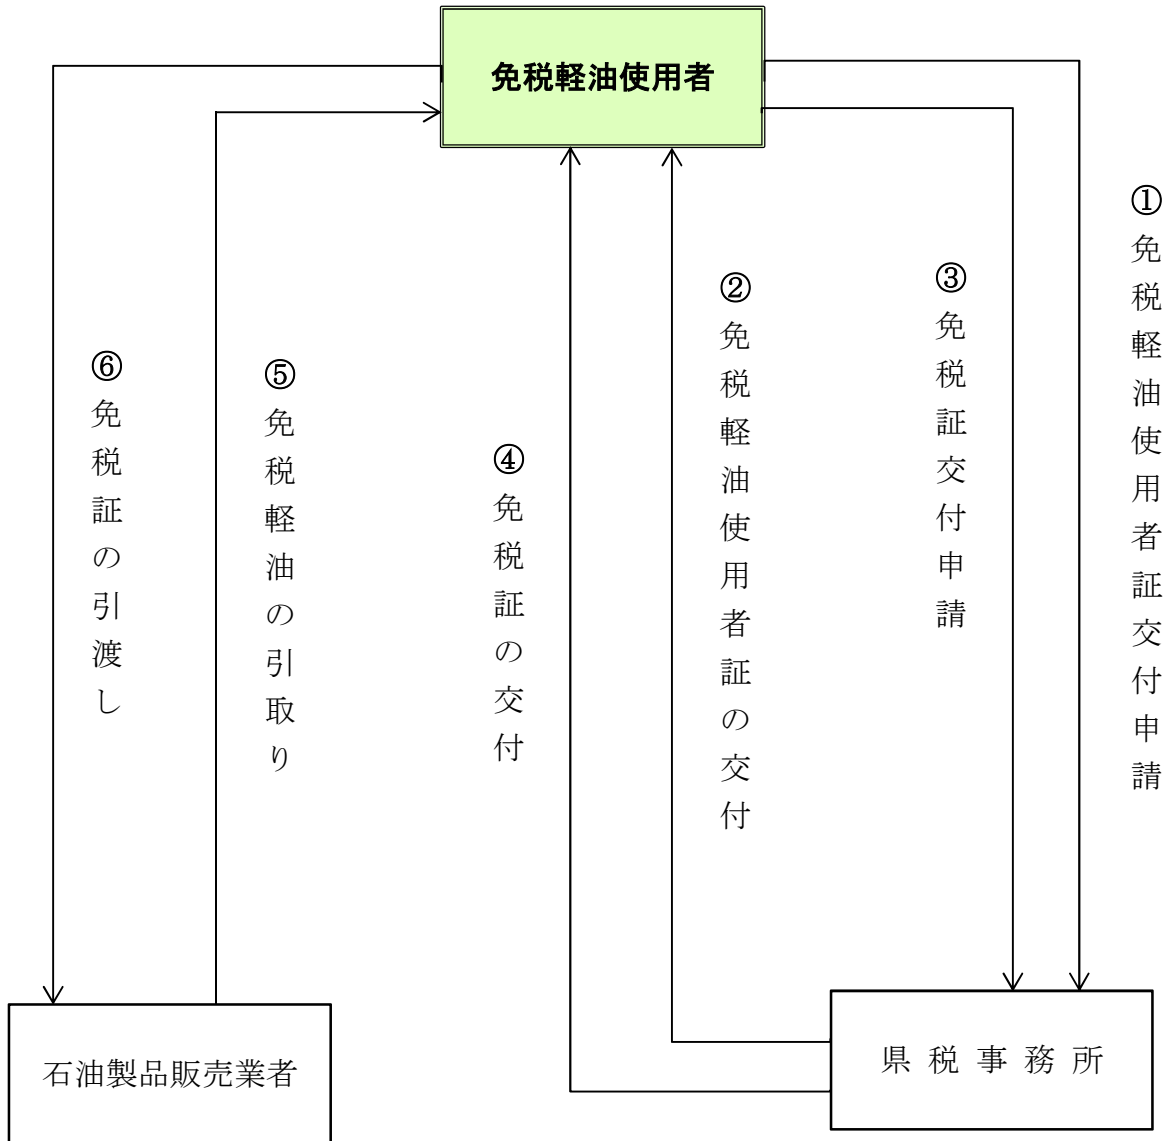 免税軽油使用者
①免税軽油使用者証交付申請
③免税証交付申請
②免税軽油使用者証の交付
④免税証の交付
⑤免税軽油の引取り
⑥免税証の引渡し
石油製品販売業者
県税事務所